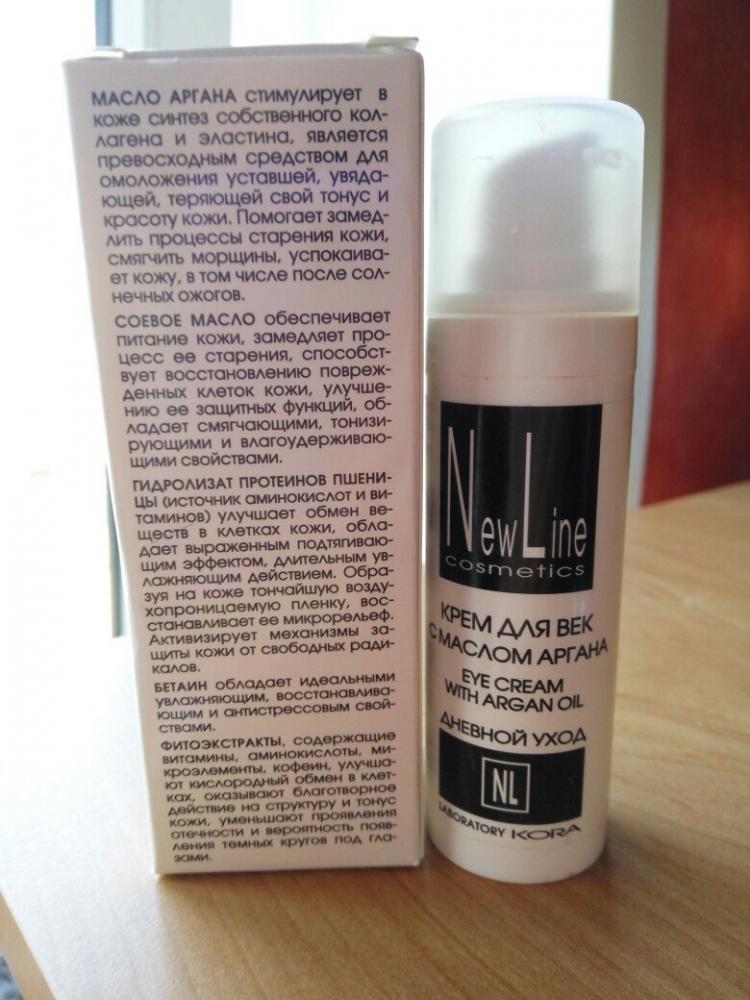 МАСЛО АРГАНА стимулирует в
коже синтез собственного кол-
лагена и эластина, является
превосходным средством для
омоложения уставшей, увяда-
ющей, теряющей свой тонус и
красоту кожи. Помогает замед-
лить процессы старения кожи,
смягчить морщины, успокаива-
ет кожу, в том числе после сол-
нечных ожогов.
СОЕВОЕ МАСЛО обеспечивает
питание кожи, замедляет про-
цесс ее старения, способст-
вует восстановлению повреж-
денных клеток кожи, улучше-
нию ее защитных функций, об-
ладает смягчающими, тонизи-
рующими и влагоудерживаю-
щими свойствами.
ГИДРОЛИЗАТ ПРОТЕИНОВ ПШЕНИ-
ЦЫ (источник аминокислот и ви-
таминов) улучшает обмен ве-
ществ в клетках кожи, обла-
дает выраженным подтягиваю-
щим эффектом, длительным ув-
лажняющим действием. Обра-
зуя на коже тончайшую возду-
хопроницаемую пленку, вос-
станавливает ее микрорельеф.
Активизирует механизмы за-
щиты кожи от свободных ради-
калов.
БЕТАИН обладает идеальными
увлажняющим, восстанавлива-
ющим и антистрессовым свой-
ствами.
ФИТОЭКСТРАКТЫ, содержащие
витамины, аминокислоты, ми-
кроэлементы, кофеин, улучша-
ют кислородный обмен в клет-
ках, оказывают благотворное
действие на структуру и тонус
кожи, уменьшают проявления
отечности и вероятность появ-
ления темных кругов под гла-
зами.
NewLine
cosmetics
КРЕМ ДЛЯ ВЕК
С МАСЛОМ АРГАНА
EYE CREAM
WITH ARGAN OIL
ДНЕВНОЙ УХОД
NL
LABORATORY KORA